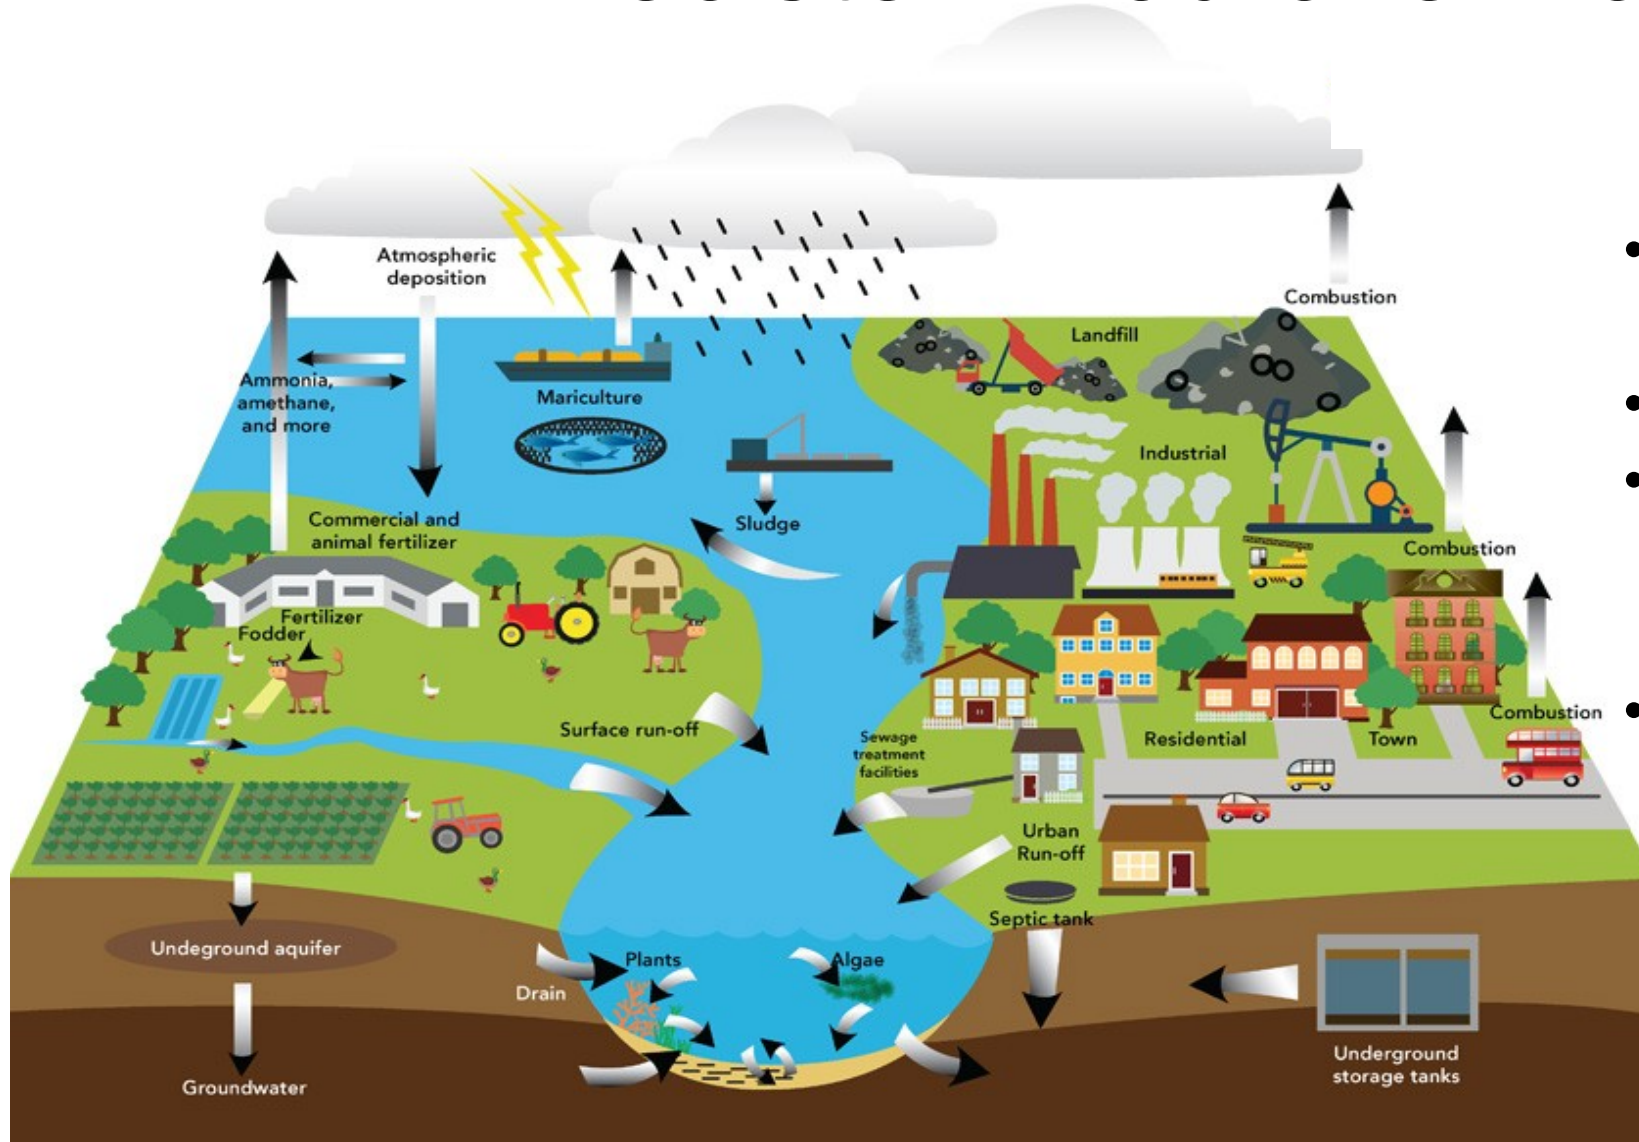 Atmospheric
deposition
Combustion
Landfill
Ammonia,
amethane,
and more
Mariculture
Industrial
Commercial and
animal fertilizer
Sludge
Combustion
Fertilizer
Fodder
Surface run-off
Sewage
treatment
facilities
Residential
Town
Combustion
Urban
Run-off
Septic tank
Undeground aquifer
Plants
Algae
Drain
Groundwater
Underground
storage tanks